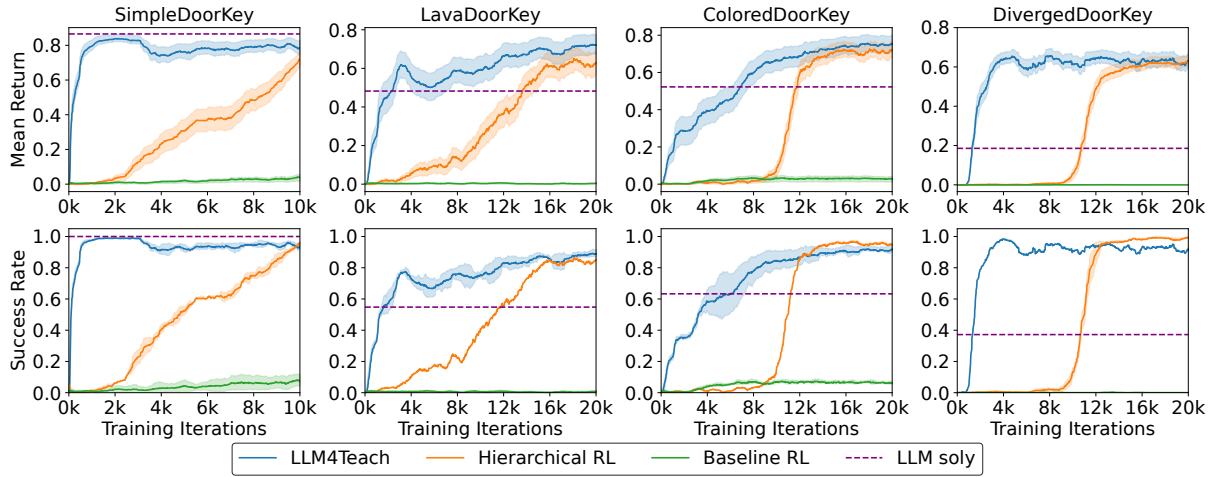 SimpleDoorKey LavaDoorKey ColoredDoorKey DivergedDoorKey
Mean Return
0.8
0.6
0.4
0.2
0.0
0k 2k 4k 6k 8k 10k
0.8
0.6
0.4
0.2
0.0
0k 4k 8k 12k 16k 20k
0.8
0.6
0.4
0.2
0.0
0k 4k 8k 12k 16k 20k
0.8
0.6
0.4
0.2
0.0
0k 4k 8k 12k 16k 20k
Success Rate
1.0
0.8
0.6
0.4
0.2
0.0
0k 2k 4k 6k 8k 10k
Training Iterations
1.0
0.8
0.6
0.4
0.2
0.0
0k 4k 8k 12k 16k 20k
Training Iterations
1.0
0.8
0.6
0.4
0.2
0.0
0k 4k 8k 12k 16k 20k
Training Iterations
1.0
0.8
0.6
0.4
0.2
0.0
0k 4k 8k 12k 16k 20k
Training Iterations
LLM4Teach Hierarchical RL Baseline RL LLM soly